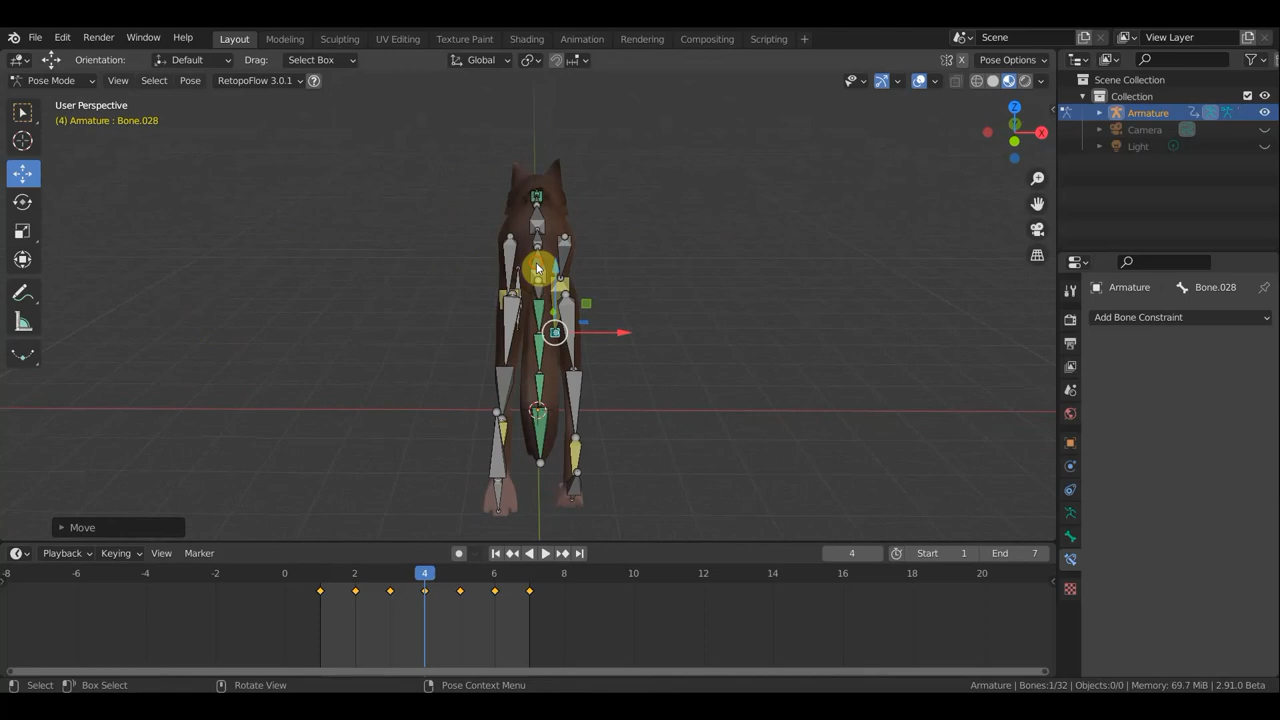 File Edit Render Window Help Layout Modeling Sculpting UV Editing Texture Paint Shading Animation Rendering Compositing Scripting + Scene View Layer
Orientation: Default Drag: Select Box Global Pose Options
Pose Mode View Select Pose RetopoFlow 3.0.1
Scene Collection
Collection
Armature
Camera
Light
User Perspective
(4) Armature : Bone.028
Z
X
Armature Bone.028
Add Bone Constraint
Move
Playback Keying View Marker 4 Start 1 End 7
-8 -6 -4 -2 0 2 4 6 8 10 12 14 16 18 20
Select Box Select Rotate View Pose Context Menu Armature | Bones:1/32 | Objects:0/0 | Memory: 69.7 MiB | 2.91.0 Beta